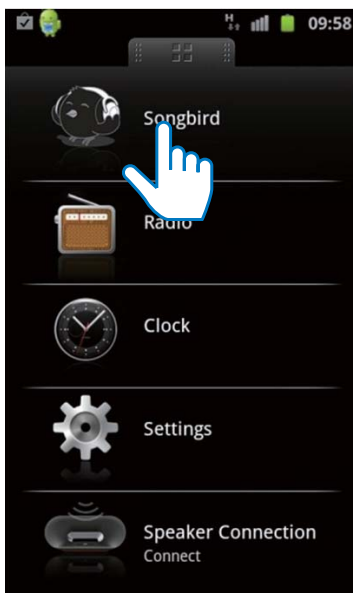 H 09:58
Songbird
Radio
Clock
Settings
Speaker Connection
Connect